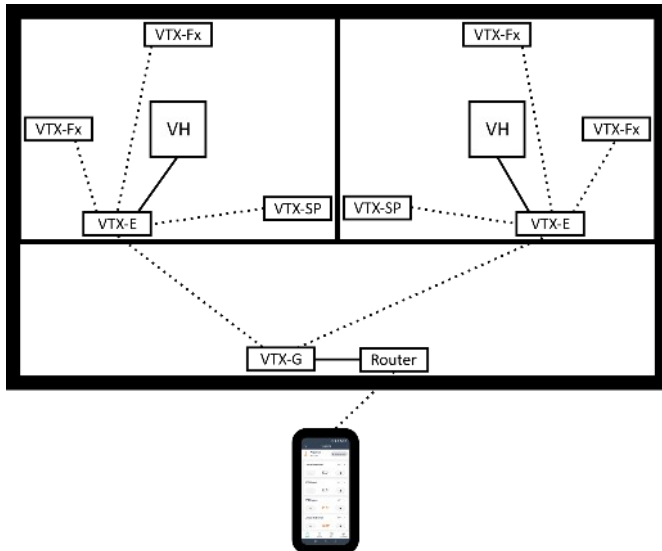 VTX-Fx VTX-Fx
VTX-Fx VH VH VTX-Fx
VTX-SP VTX-SP
VTX-E VTX-E
VTX-G Router